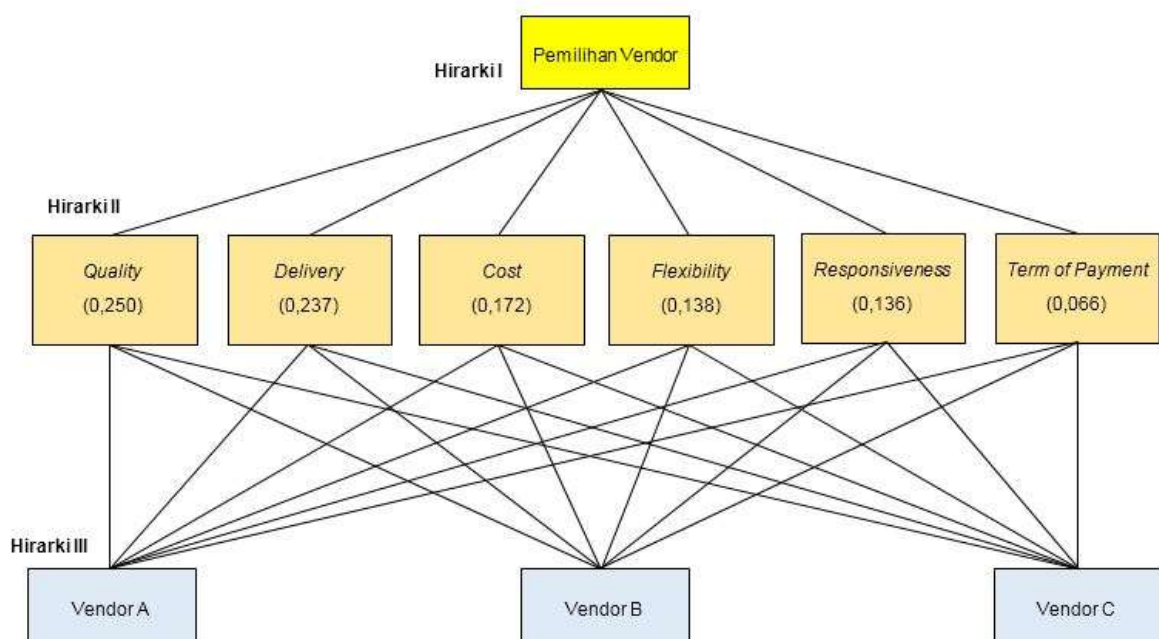 Pemilihan Vendor
Hirarki I
Hirarki II
Quality
(0,250)
Delivery
(0,237)
Cost
(0,172)
Flexibility
(0,138)
Responsiveness
(0,136)
Term of Payment
(0,066)
Hirarki III
Vendor A
Vendor B
Vendor C